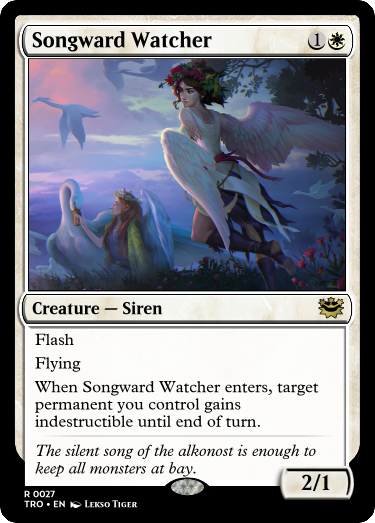 Songward Watcher 1
Creature — Siren
Flash
Flying
When Songward Watcher enters, target
permanent you control gains
indestructible until end of turn.
The silent song of the alkonost is enough to
keep all monsters at bay.
2/1
R 0027
TRO • EN Lekso Tiger